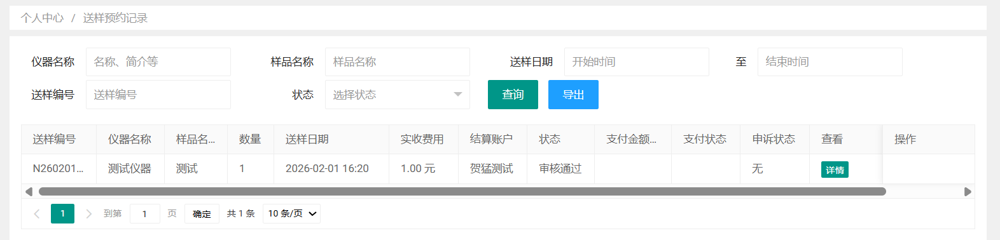 个人中心 / 送样预约记录
仪器名称 名称、简介等 样品名称 样品名称 送样日期 开始时间 至 结束时间
送样编号 送样编号 状态 选择状态 查询 导出
送样编号 仪器名称 样品名... 数量 送样日期 实收费用 结算账户 状态 支付金额... 支付状态 申诉状态 查看 操作
N260201... 测试仪器 测试 1 2026-02-01 16:20 1.00 元 贺猛测试 审核通过 无 详情
1 到第 1 页 确定 共 1 条 10 条/页